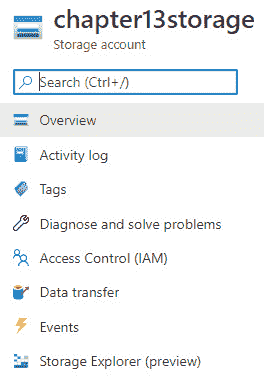 chapter13storage
Storage account
Search (Ctrl+/)
Overview
Activity log
Tags
Diagnose and solve problems
Access Control (IAM)
Data transfer
Events
Storage Explorer (preview)